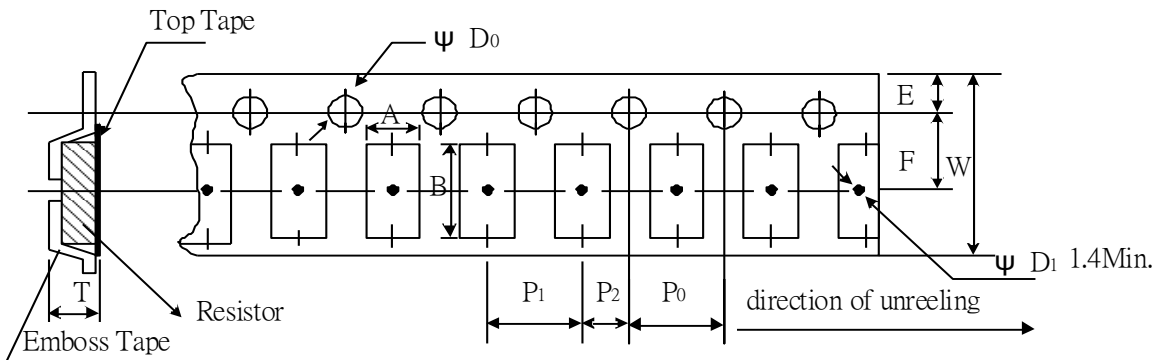 Top Tape
Ψ D0
E
A
F
W
B
Ψ D1 1.4Min.
T
P1
P2
P0
direction of unreeling
Resistor
Emboss Tape